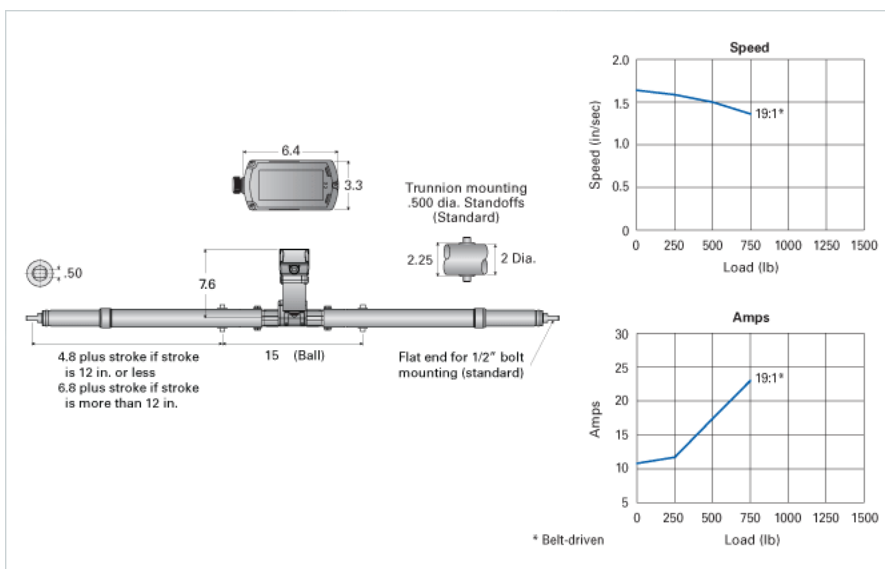 6.4
3.3
Trunnion mounting
.500 dia. Standoffs
(Standard)
2.25
2 Dia.
.50
7.6
15 (Ball)
4.8 plus stroke if stroke
is 12 in. or less
6.8 plus stroke if stroke
is more than 12 in.
Flat end for 1/2" bolt
mounting (standard)
Speed
Speed (in/sec)
2.0
1.5
1.0
0.5
0
19:1*
0 250 500 750 1000 1250 1500
Load (lb)
Amps
Amps
30
25
20
15
10
5
19:1*
0 250 500 750 1000 1250 1500
Load (lb)
* Belt-driven